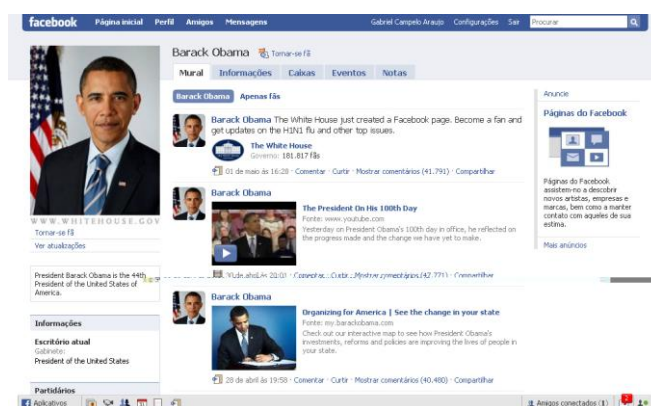 facebook Página inicial Perfil Amigos Mensagens Gabriel Campelo Araujo Configurações Sair Procurar
Barack Obama Tornar-se fã
Mural Informações Caixas Eventos Notas
Barack Obama Apenas fãs
Barack Obama The White House just created a Facebook page. Become a fan and
get updates on the H1N1 flu and other top issues.
The White House
Governo: 181.817 fãs
01 de maio às 16:28 · Comentar · Curtir · Mostrar comentários (41.791) · Compartilhar
Barack Obama
The President On His 100th Day
Fonte: www.youtube.com
Yesterday on President Obama's 100th day in office, he reflected on
the progress made and the change we have yet to make.
Comentar · Curtir · Mostrar comentários (42.771) · Compartilhar
Barack Obama
Organizing for America | See the change in your state
Fonte: my.barackobama.com
Check out our interactive map to see how President Obama's
investments, reforms and policies are improving the lives of people in
your state.
28 de abril às 19:58 · Comentar · Curtir · Mostrar comentários (40.480) · Compartilhar
WWW.WHITEHOUSE.GOV
Tornar-se fã
Ver atualizações
President Barack Obama is the 44th
President of the United States of
America.
Informações
Escritório atual
Gabinete:
President of the United States
Partidários
Anuncie
Páginas do Facebook
Páginas do Facebook
assistem-no a descobrir
novos artistas, empresas e
marcas, bem como a manter
contato com aqueles de sua
estima.
Mais anúncios
Aplicativos
Amigos conectados (1)
2